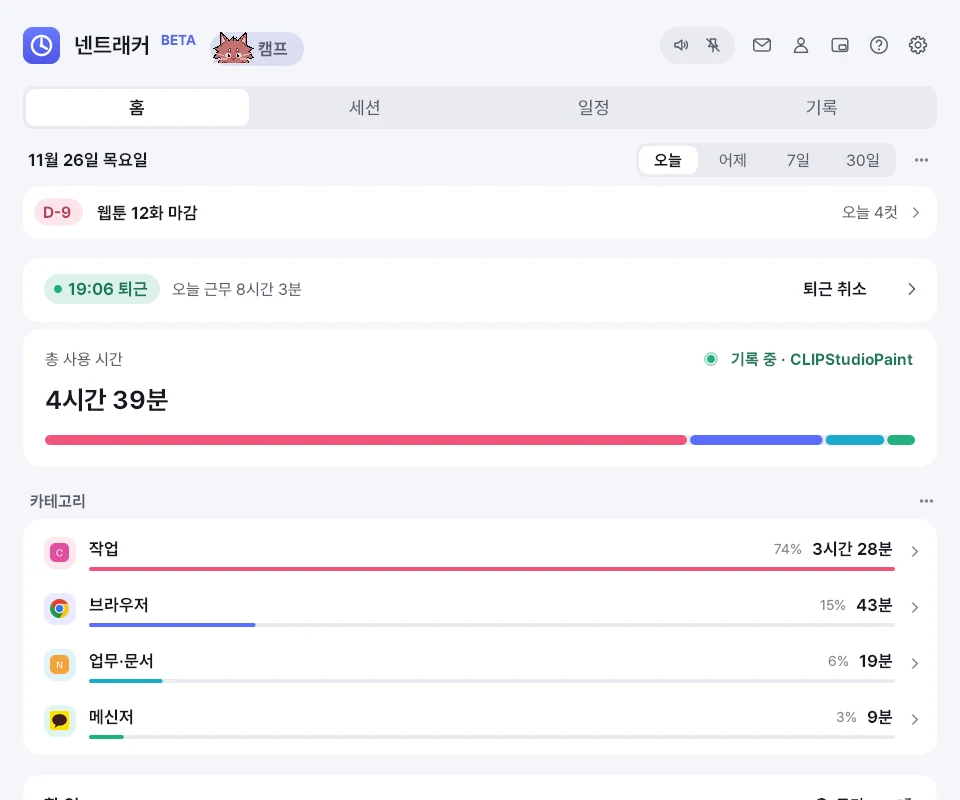 넨트래커 BETA 캠프
홈 세션 일정 기록
11월 26일 목요일 오늘 어제 7일 30일
D-9 웹툰 12화 마감 오늘 4컷
19:06 퇴근 오늘 근무 8시간 3분 퇴근 취소
총 사용 시간 기록 중 · CLIPStudioPaint
4시간 39분
카테고리
C 작업 74% 3시간 28분
브라우저 15% 43분
N 업무·문서 6% 19분
메신저 3% 9분